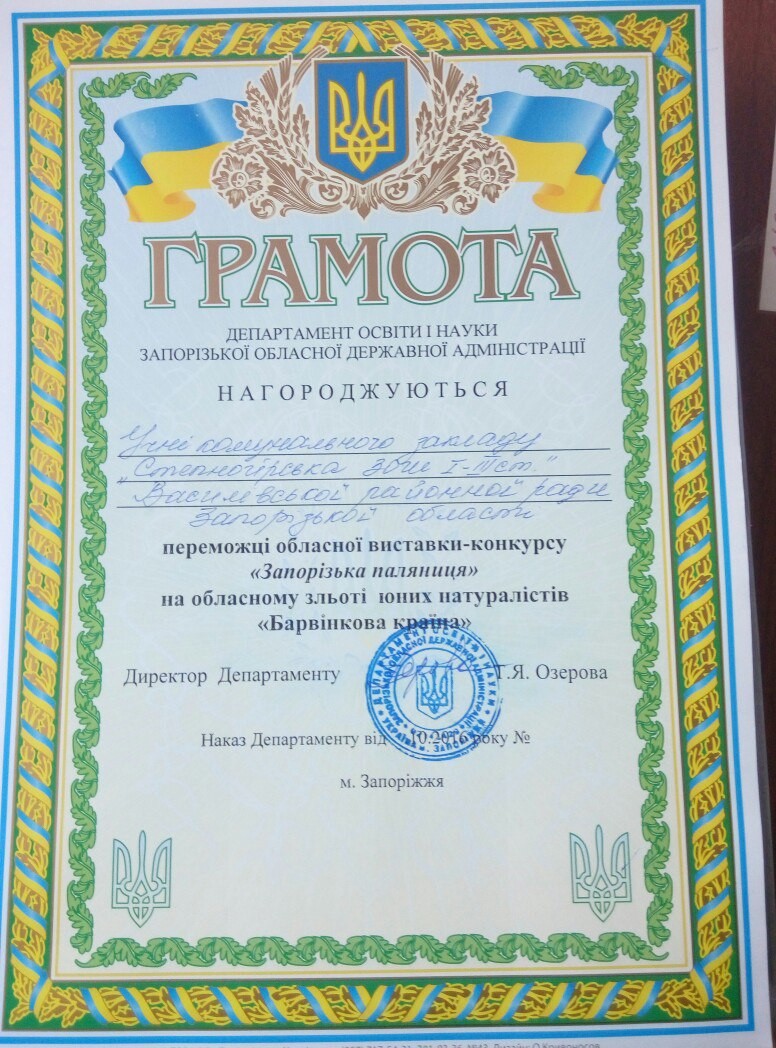 ГРАМОТА
ДЕПАРТАМЕНТ ОСВІТИ І НАУКИ
ЗАПОРІЗЬКОЇ ОБЛАСНОЇ ДЕРЖАВНОЇ АДМІНІСТРАЦІЇ
НАГОРОДЖУЮТЬСЯ
Учні комунального закладу
"Степногірська ЗОШ І-ІІІ ст."
Василівської районної ради
Запорізької області
переможці обласної виставки-конкурсу
«Запорізька паляниця»
на обласному зльоті юних натуралістів
«Барвінкова країна»
Директор Департаменту Т.Я. Озерова
Наказ Департаменту від 10.2016 року №
м. Запоріжжя